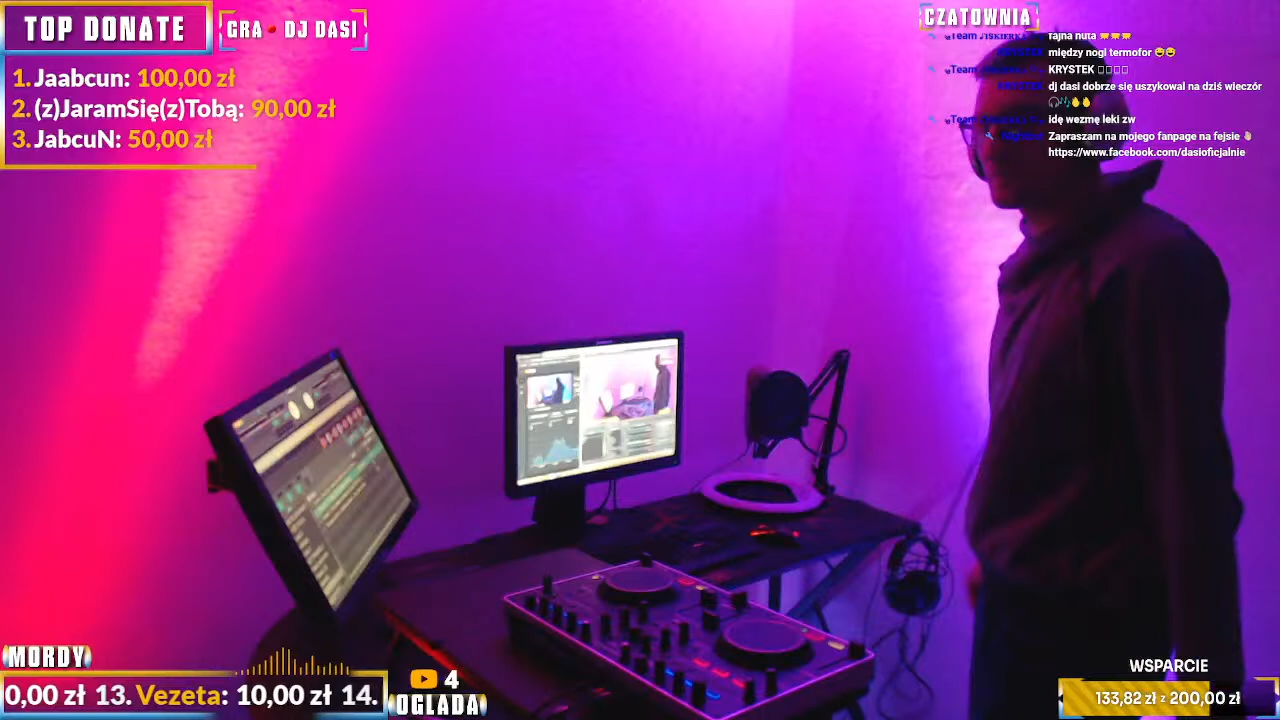 TOP DONATE
GRA DJ DASI
1. Jaabcun: 100,00 zł
2. (z)JaramSię(z)Tobą: 90,00 zł
3. JabcuN: 50,00 zł
CZATOWNIA
fajna nuta
między nogi termofor
KRYSTEK
dj dasi dobrze się uszykowal na dziś wieczór
Idę wezmę leki zw
Zapraszam na mojego fanpage na fejsie
https://www.facebook.com/dasioficjalnie
MORDY
0,00 zł 13. Vezeta: 10,00 zł 14.
4
OGLADA
WSPARCIE
133,82 zł z 200,00 zł